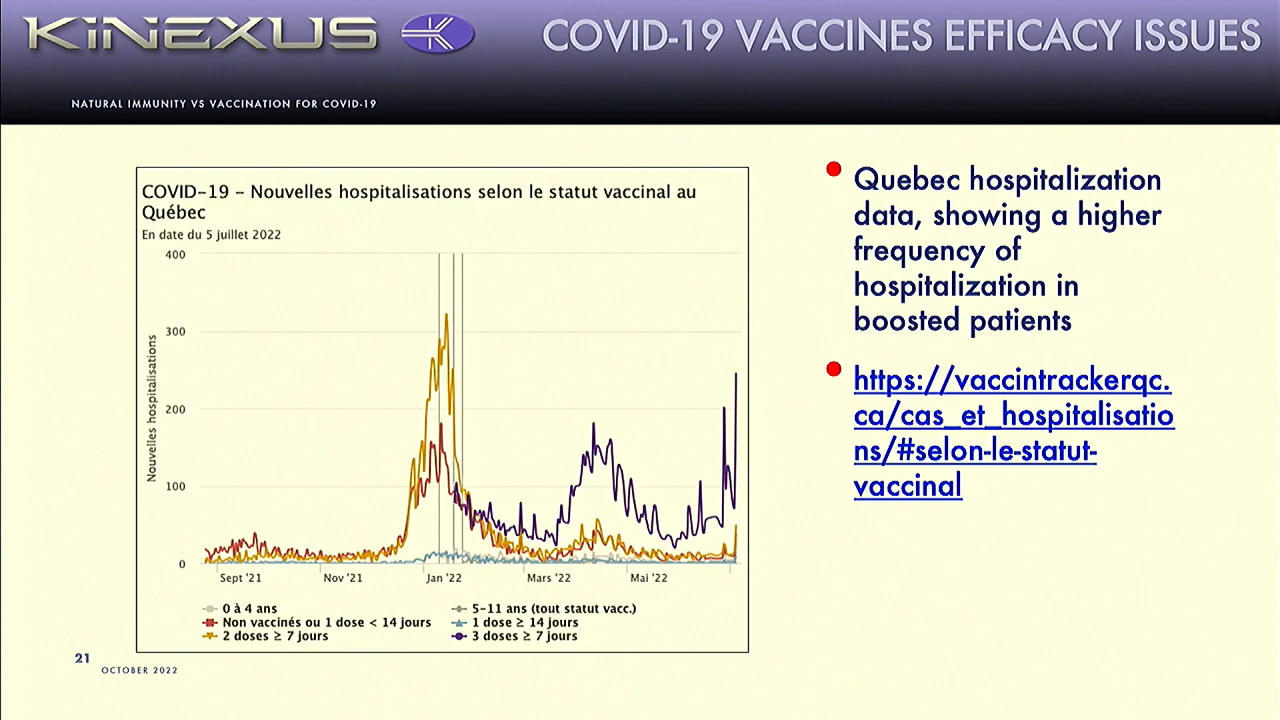 KiNEXUS
COVID-19 VACCINES EFFICACY ISSUES
NATURAL IMMUNITY VS VACCINATION FOR COVID-19
COVID-19 – Nouvelles hospitalisations selon le statut vaccinal au
Québec
En date du 5 juillet 2022
400
300
200
100
0
Nouvelles hospitalisations
Sept '21
Nov '21
Jan '22
Mars '22
Mai '22
0 à 4 ans
5-11 ans (tout statut vacc.)
Non vaccinés ou 1 dose < 14 jours
1 dose ≥ 14 jours
2 doses ≥ 7 jours
3 doses ≥ 7 jours
Quebec hospitalization
data, showing a higher
frequency of
hospitalization in
boosted patients
https://vaccintrackerqc.
ca/cas_et_hospitalisatio
ns/#selon-le-statut-
vaccinal
21
OCTOBER 2022